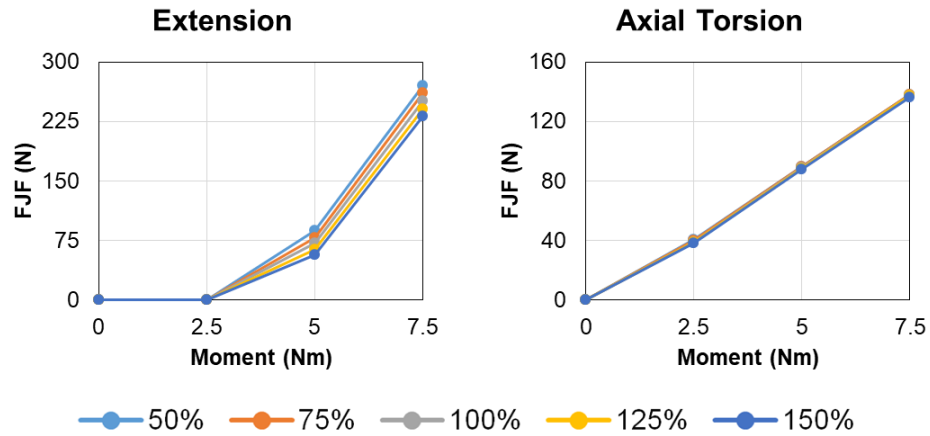 Extension
FJF (N)
300
225
150
75
0
0 2.5 5 7.5
Moment (Nm)
Axial Torsion
FJF (N)
160
120
80
40
0
0 2.5 5 7.5
Moment (Nm)
50% 75% 100% 125% 150%